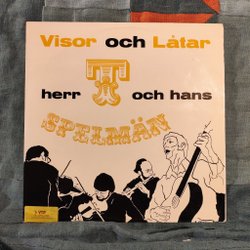 Visor och Låtar
herr T och hans
SPELMÄN